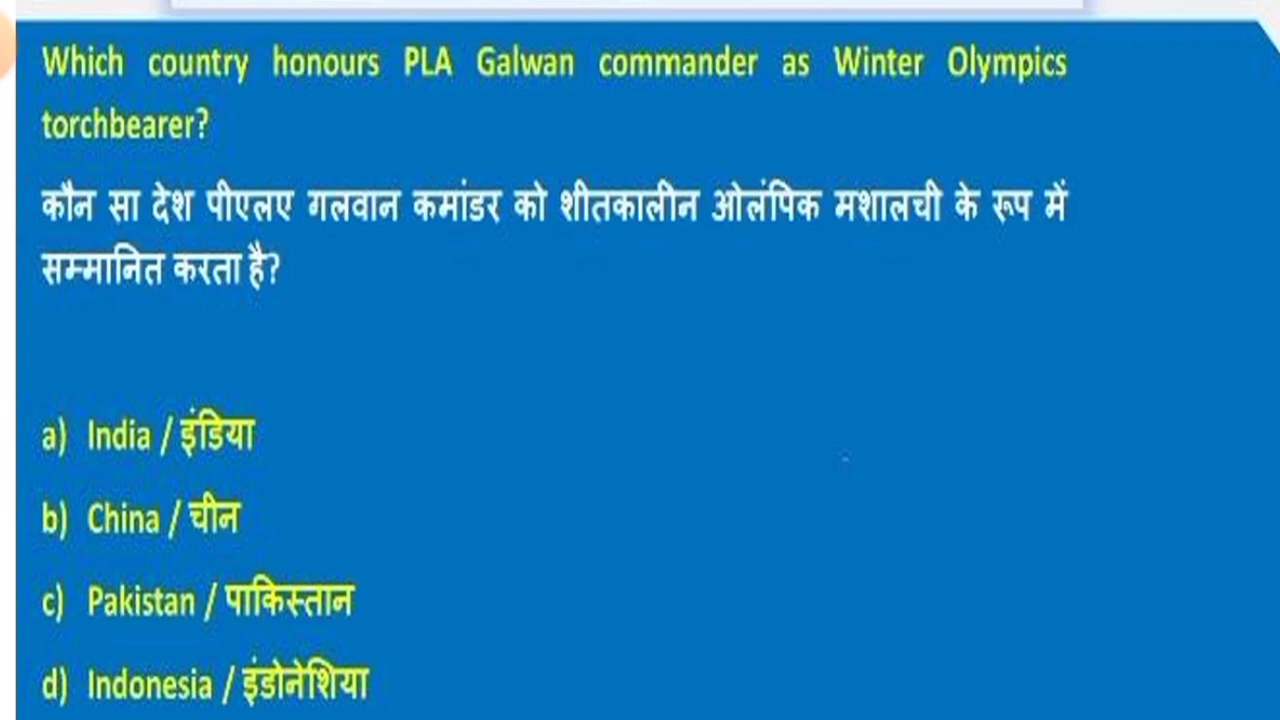 Which country honours PLA Galwan commander as Winter Olympics
torchbearer?
कौन सा देश पीएलए गलवान कमांडर को शीतकालीन ओलंपिक मशालची के रूप में
सम्मानित करता है?
a) India / इंडिया
b) China / चीन
c) Pakistan / पाकिस्तान
d) Indonesia / इंडोनेशिया